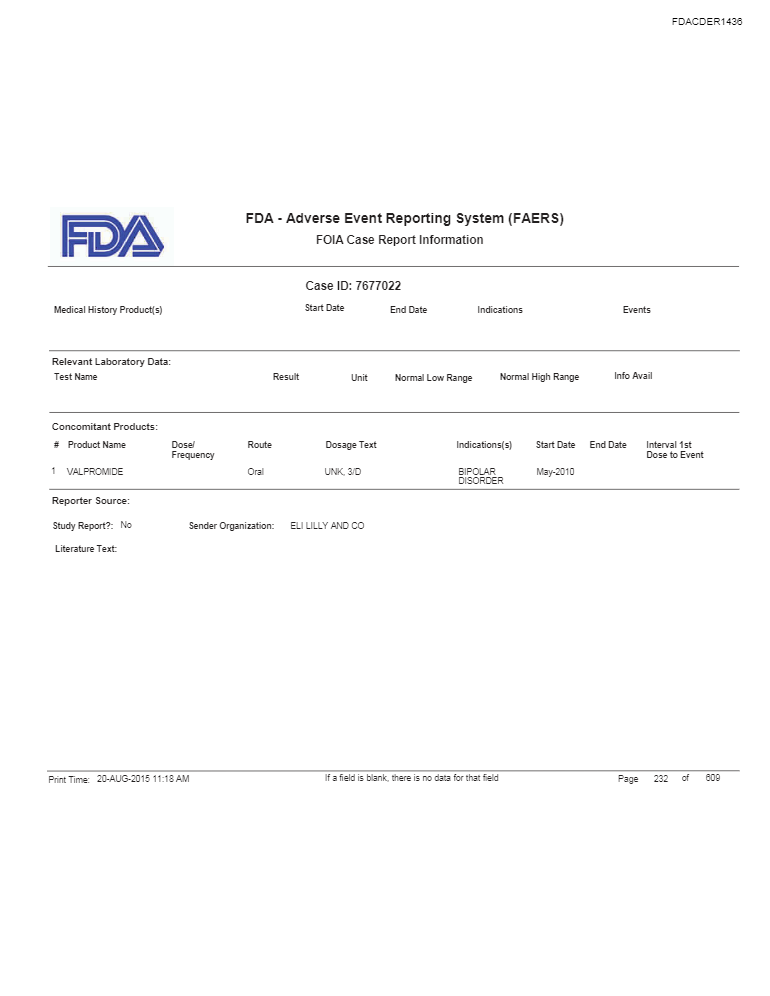 FDACDER1436
FDA
FDA - Adverse Event Reporting System (FAERS)
FOIA Case Report Information
Case ID: 7677022
Medical History Product(s) Start Date End Date Indications Events
Relevant Laboratory Data:
Test Name Result Unit Normal Low Range Normal High Range Info Avail
Concomitant Products:
# Product Name Dose/ Route Dosage Text Indications(s) Start Date End Date Interval 1st
Frequency Dose to Event
1 VALPROMIDE Oral UNK, 3/D BIPOLAR May-2010
DISORDER
Reporter Source:
Study Report?: No Sender Organization: ELI LILLY AND CO
Literature Text:
Print Time: 20-AUG-2015 11:18 AM If a field is blank, there is no data for that field Page 232 of 609